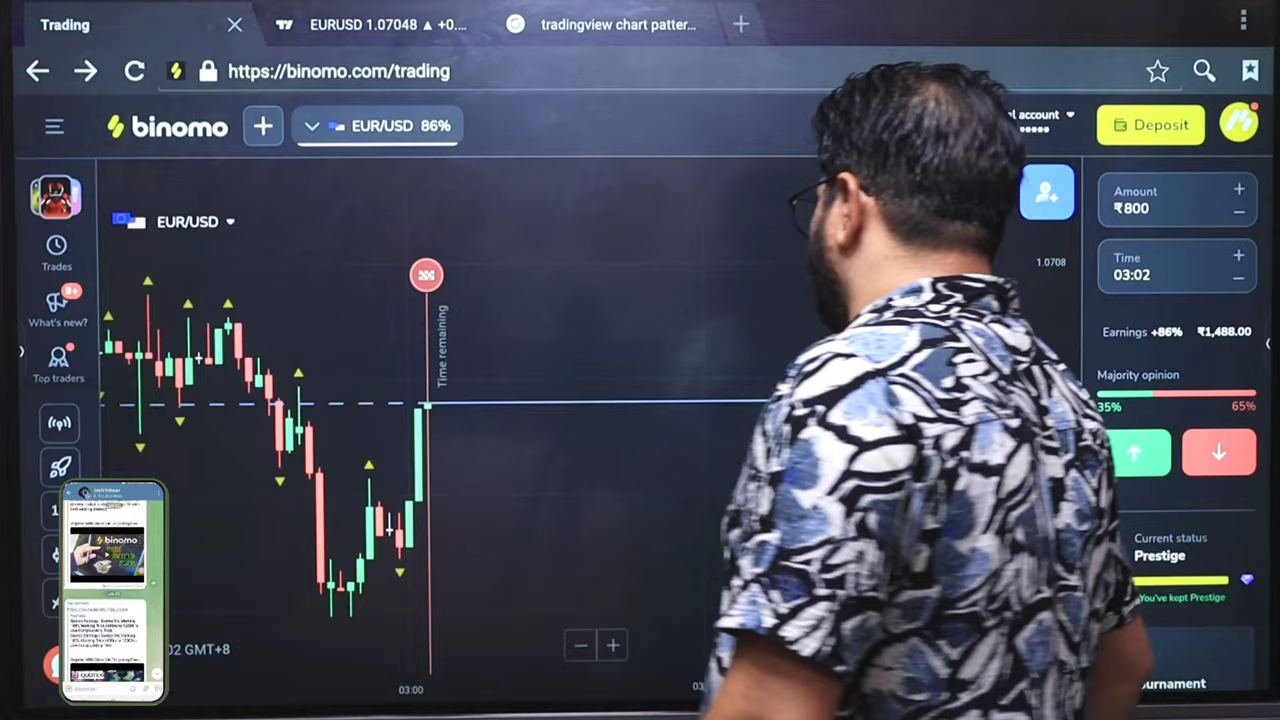 Trading
EURUSD 1.07048 ▲ +0....
tradingview chart patter...
https://binomo.com/trading
binomo
EUR/USD 86%
account
Deposit
EUR/USD
Trades
9+
What's new?
Top traders
Time remaining
1.0708
Amount
₹800
Time
03:02
Earnings +86% ₹1,488.00
Majority opinion
35% 65%
Current status
Prestige
You've kept Prestige
binomo
QUOTEX
02 GMT+8
03:00